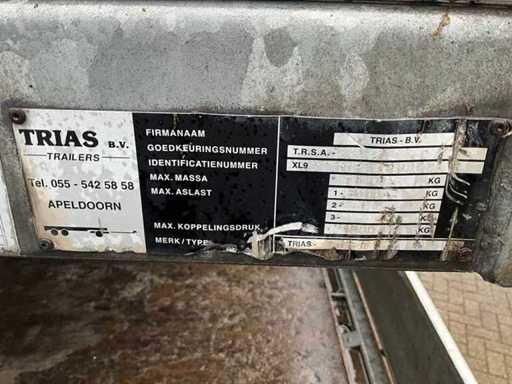 TRIAS B.V.
TRAILERS
Tel. 055 - 542 58 58
APELDOORN
FIRMANAAM TRIAS - B.V.
GOEDKEURINGSNUMMER T.R.S.A. -
IDENTIFICATIENUMMER XL9
MAX. MASSA - KG
MAX. ASLAST 1 - KG
2 - KG
3 - KG
MAX. KOPPELINGSDRUK KG
MERK/TYPE TRIAS -